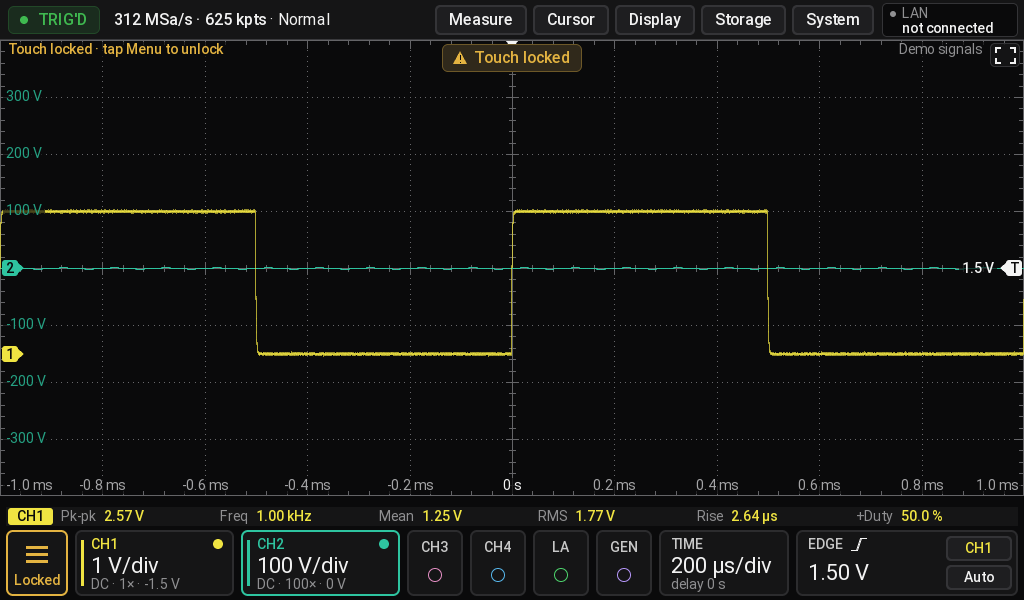 TRIG'D 312 MSa/s · 625 kpts · Normal Measure Cursor Display Storage System LAN
not connected
Touch locked · tap Menu to unlock Touch locked Demo signals
300 V
200 V
100 V
2 1.5 V T
-100 V
1
-200 V
-300 V
-1.0 ms -0.8 ms -0.6 ms -0.4 ms -0.2 ms 0 s 0.2 ms 0.4 ms 0.6 ms 0.8 ms 1.0 ms
CH1 Pk-pk 2.57 V Freq 1.00 kHz Mean 1.25 V RMS 1.77 V Rise 2.64 µs +Duty 50.0 %
Locked
CH1
1 V/div
DC · 1× · -1.5 V
CH2
100 V/div
DC · 100× · 0 V
CH3
CH4
LA
GEN
TIME
200 µs/div
delay 0 s
EDGE
1.50 V
CH1
Auto